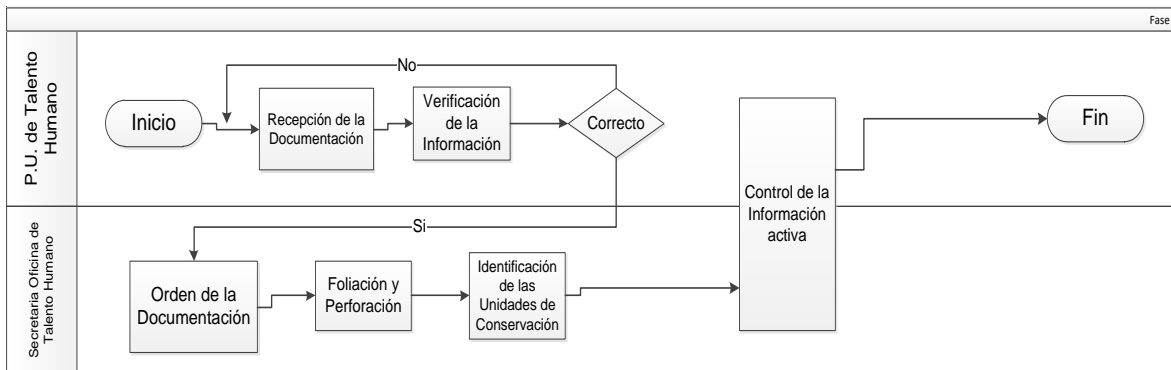 Fase
P.U. de Talento
Humano
Inicio
No
Recepción de la
Documentación
Verificación
de la
Información
Correcto
Control de la
Información
activa
Fin
Secretaria Oficina de
Talento Humano
Si
Orden de la
Documentación
Foliación y
Perforación
Identificación
de las
Unidades de
Conservación